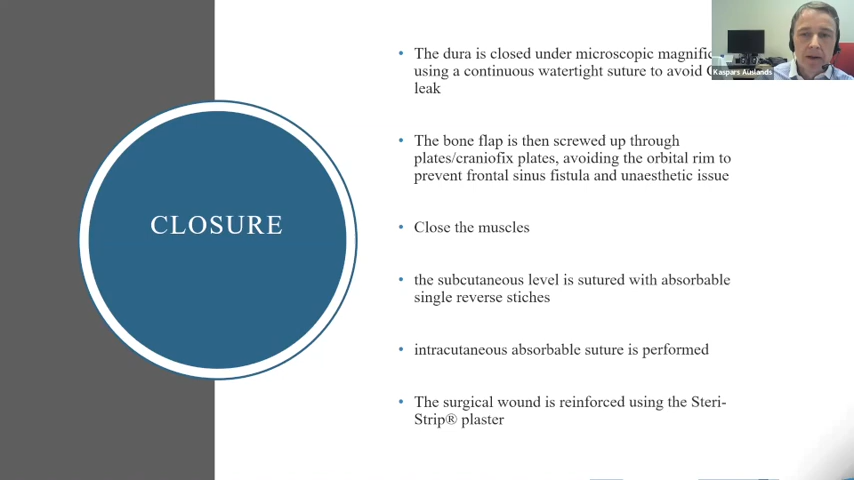 The dura is closed under microscopic
using a continuous watertight suture to avoid
leak
The bone flap is then screwed up through
plates/craniofix plates, avoiding the orbital rim to
prevent frontal sinus fistula and unaesthetic issue
CLOSURE
Close the muscles
the subcutaneous level is sutured with absorbable
single reverse stiches
intracutaneous absorbable suture is performed
The surgical wound is reinforced using the Steri-
Strip® plaster
Kaspars Auslands